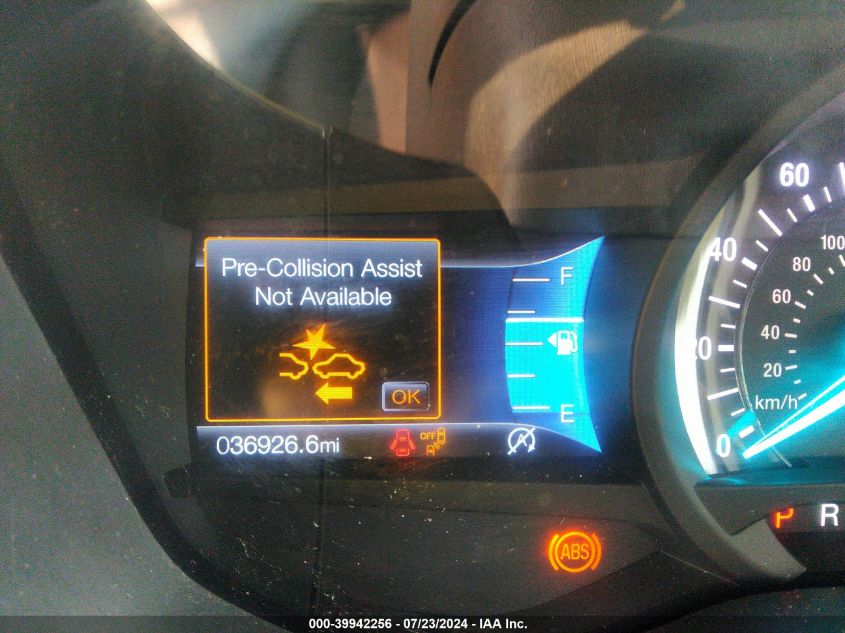 60
40
100
Pre-Collision Assist
Not Available
F
80
60
20
40
20
OK
E
km/h
0
036926.6mi
OFF
A
P R
ABS
000-39942256 - 07/23/2024 - IAA Inc.